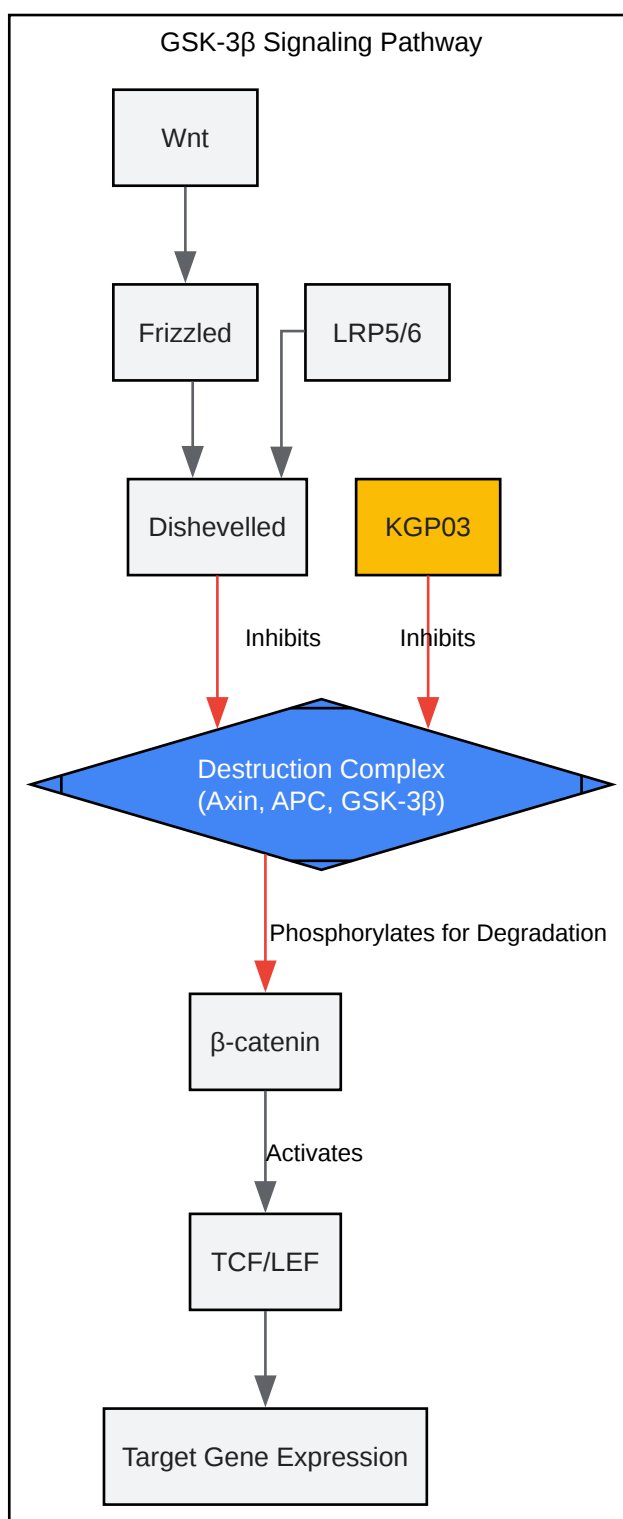 GSK-3β Signaling Pathway
Wnt
Frizzled
LRP5/6
Dishevelled
KGP03
Inhibits
Inhibits
Destruction Complex
(Axin, APC, GSK-3β)
Phosphorylates for Degradation
β-catenin
Activates
TCF/LEF
Target Gene Expression